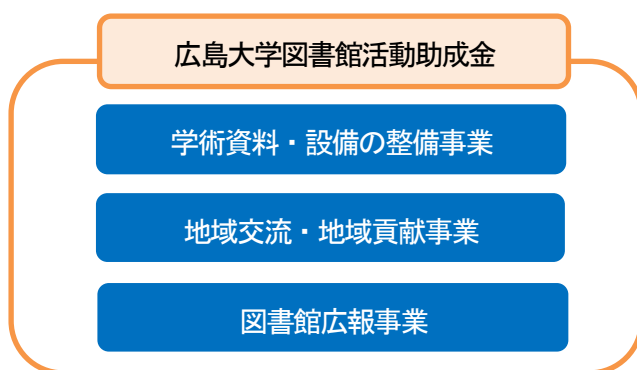 広島大学図書館活動助成金
学術資料・設備の整備事業
地域交流・地域貢献事業
図書館広報事業